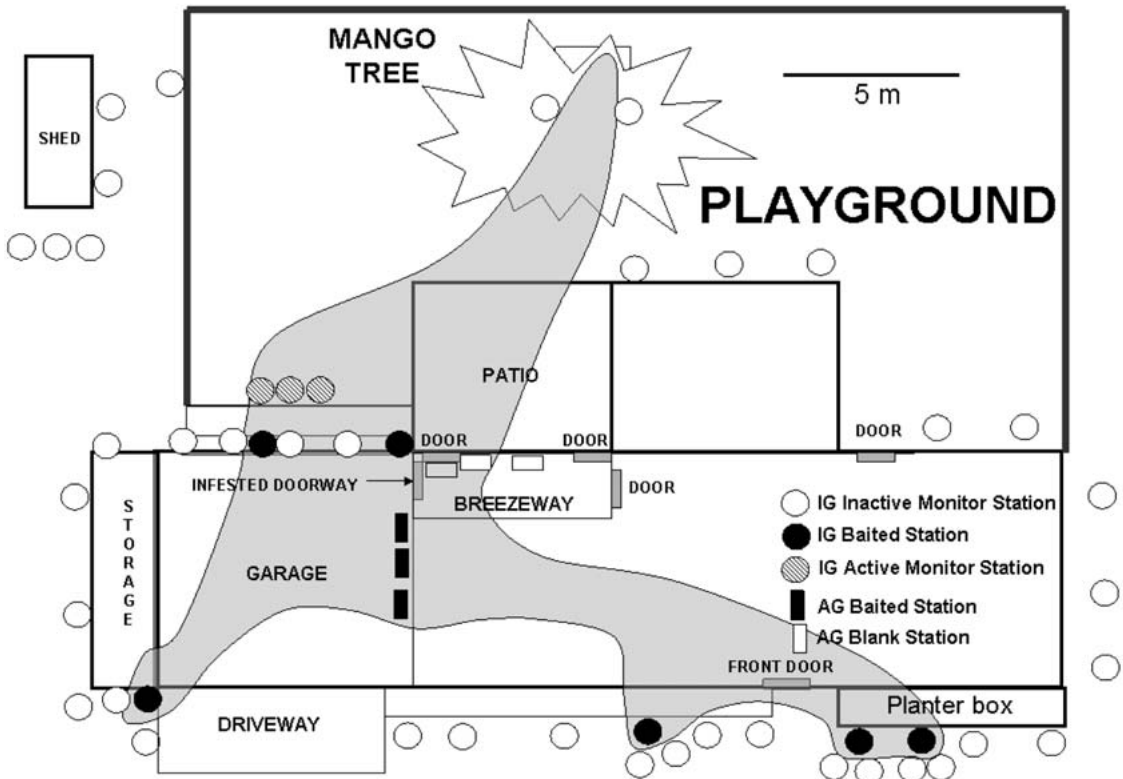 MANGO
TREE
5 m
SHED
PLAYGROUND
PATIO
DOOR
DOOR
DOOR
INFESTED DOORWAY
DOOR
BREEZEWAY
STORAGE
GARAGE
IG Inactive Monitor Station
IG Baited Station
IG Active Monitor Station
AG Baited Station
AG Blank Station
FRONT DOOR
DRIVEWAY
Planter box